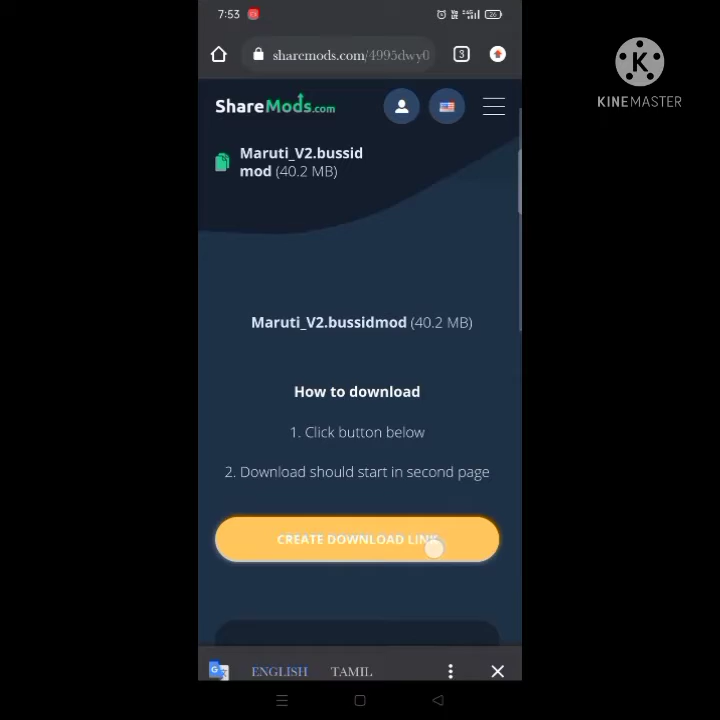 7:53
sharemods.com/4995dwy0
3
ShareMods.com
KINEMASTER
Maruti_V2.bussid
mod (40.2 MB)
Maruti_V2.bussidmod (40.2 MB)
How to download
1. Click button below
2. Download should start in second page
CREATE DOWNLOAD LINK
ENGLISH TAMIL